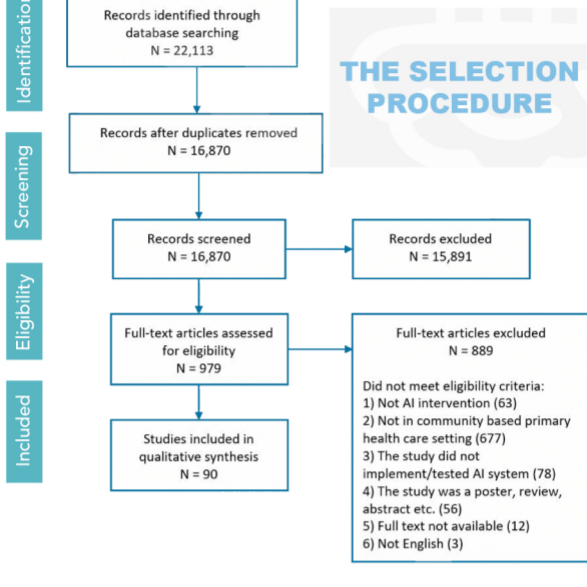 Identification
Records identified through
database searching
N = 22,113
THE SELECTION
PROCEDURE
Records after duplicates removed
N = 16,870
Screening
Records screened
N = 16,870
Records excluded
N = 15,891
Eligibility
Full-text articles assessed
for eligibility
N = 979
Full-text articles excluded
N = 889
Did not meet eligibility criteria:
1) Not AI intervention (63)
2) Not in community based primary
health care setting (677)
3) The study did not
implement/tested AI system (78)
4) The study was a poster, review,
abstract etc. (56)
5) Full text not available (12)
6) Not English (3)
Included
Studies included in
qualitative synthesis
N = 90